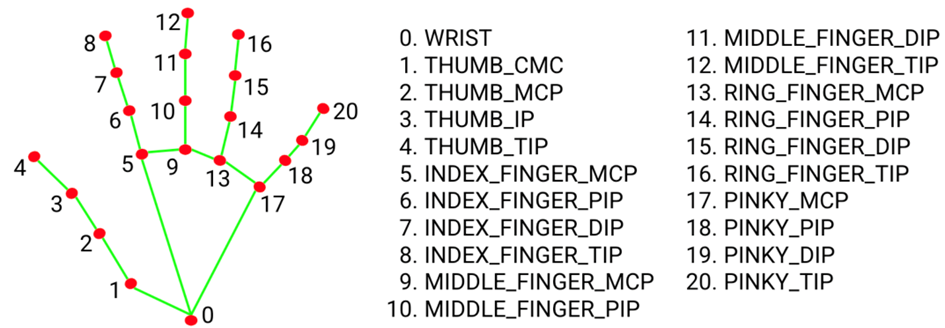 12
8
16
11
7
15
10
6
20
14
5
9
19
4
13
18
3
17
2
1
0
0. WRIST
1. THUMB_CMC
2. THUMB_MCP
3. THUMB_IP
4. THUMB_TIP
5. INDEX_FINGER_MCP
6. INDEX_FINGER_PIP
7. INDEX_FINGER_DIP
8. INDEX_FINGER_TIP
9. MIDDLE_FINGER_MCP
10. MIDDLE_FINGER_PIP
11. MIDDLE_FINGER_DIP
12. MIDDLE_FINGER_TIP
13. RING_FINGER_MCP
14. RING_FINGER_PIP
15. RING_FINGER_DIP
16. RING_FINGER_TIP
17. PINKY_MCP
18. PINKY_PIP
19. PINKY_DIP
20. PINKY_TIP